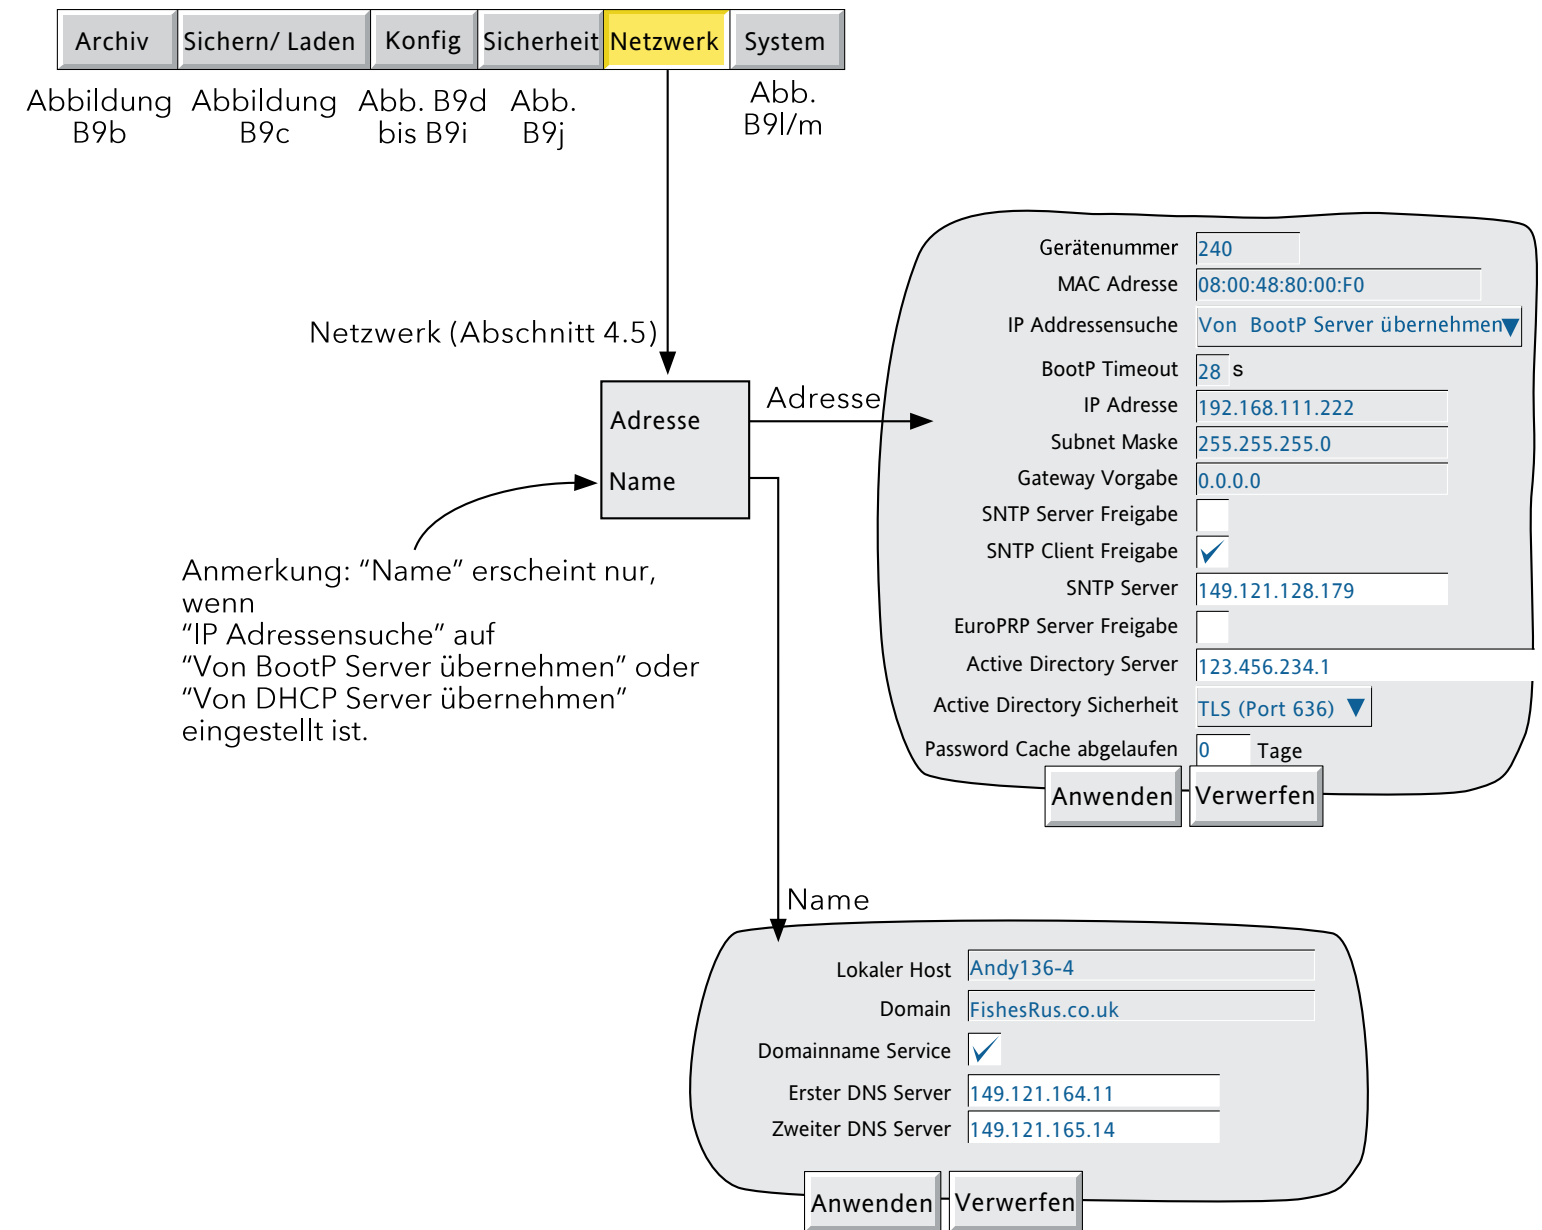 Archiv Sichern/ Laden Konfig Sicherheit Netzwerk System
Abbildung B9b
Abbildung B9c
Abb. B9d bis B9i
Abb. B9j
Abb. B9l/m
Netzwerk (Abschnitt 4.5)
Adresse
Name
Adresse
Anmerkung: “Name” erscheint nur,
wenn
“IP Adressensuche” auf
“Von BootP Server übernehmen” oder
“Von DHCP Server übernehmen”
eingestellt ist.
Gerätenummer 240
MAC Adresse 08:00:48:80:00:F0
IP Addressensuche Von BootP Server übernehmen
BootP Timeout 28 s
IP Adresse 192.168.111.222
Subnet Maske 255.255.255.0
Gateway Vorgabe 0.0.0.0
SNTP Server Freigabe
SNTP Client Freigabe
SNTP Server 149.121.128.179
EuroPRP Server Freigabe
Active Directory Server 123.456.234.1
Active Directory Sicherheit TLS (Port 636)
Password Cache abgelaufen 0 Tage
Anwenden Verwerfen
Name
Lokaler Host Andy136-4
Domain FishesRus.co.uk
Domainname Service
Erster DNS Server 149.121.164.11
Zweiter DNS Server 149.121.165.14
Anwenden Verwerfen